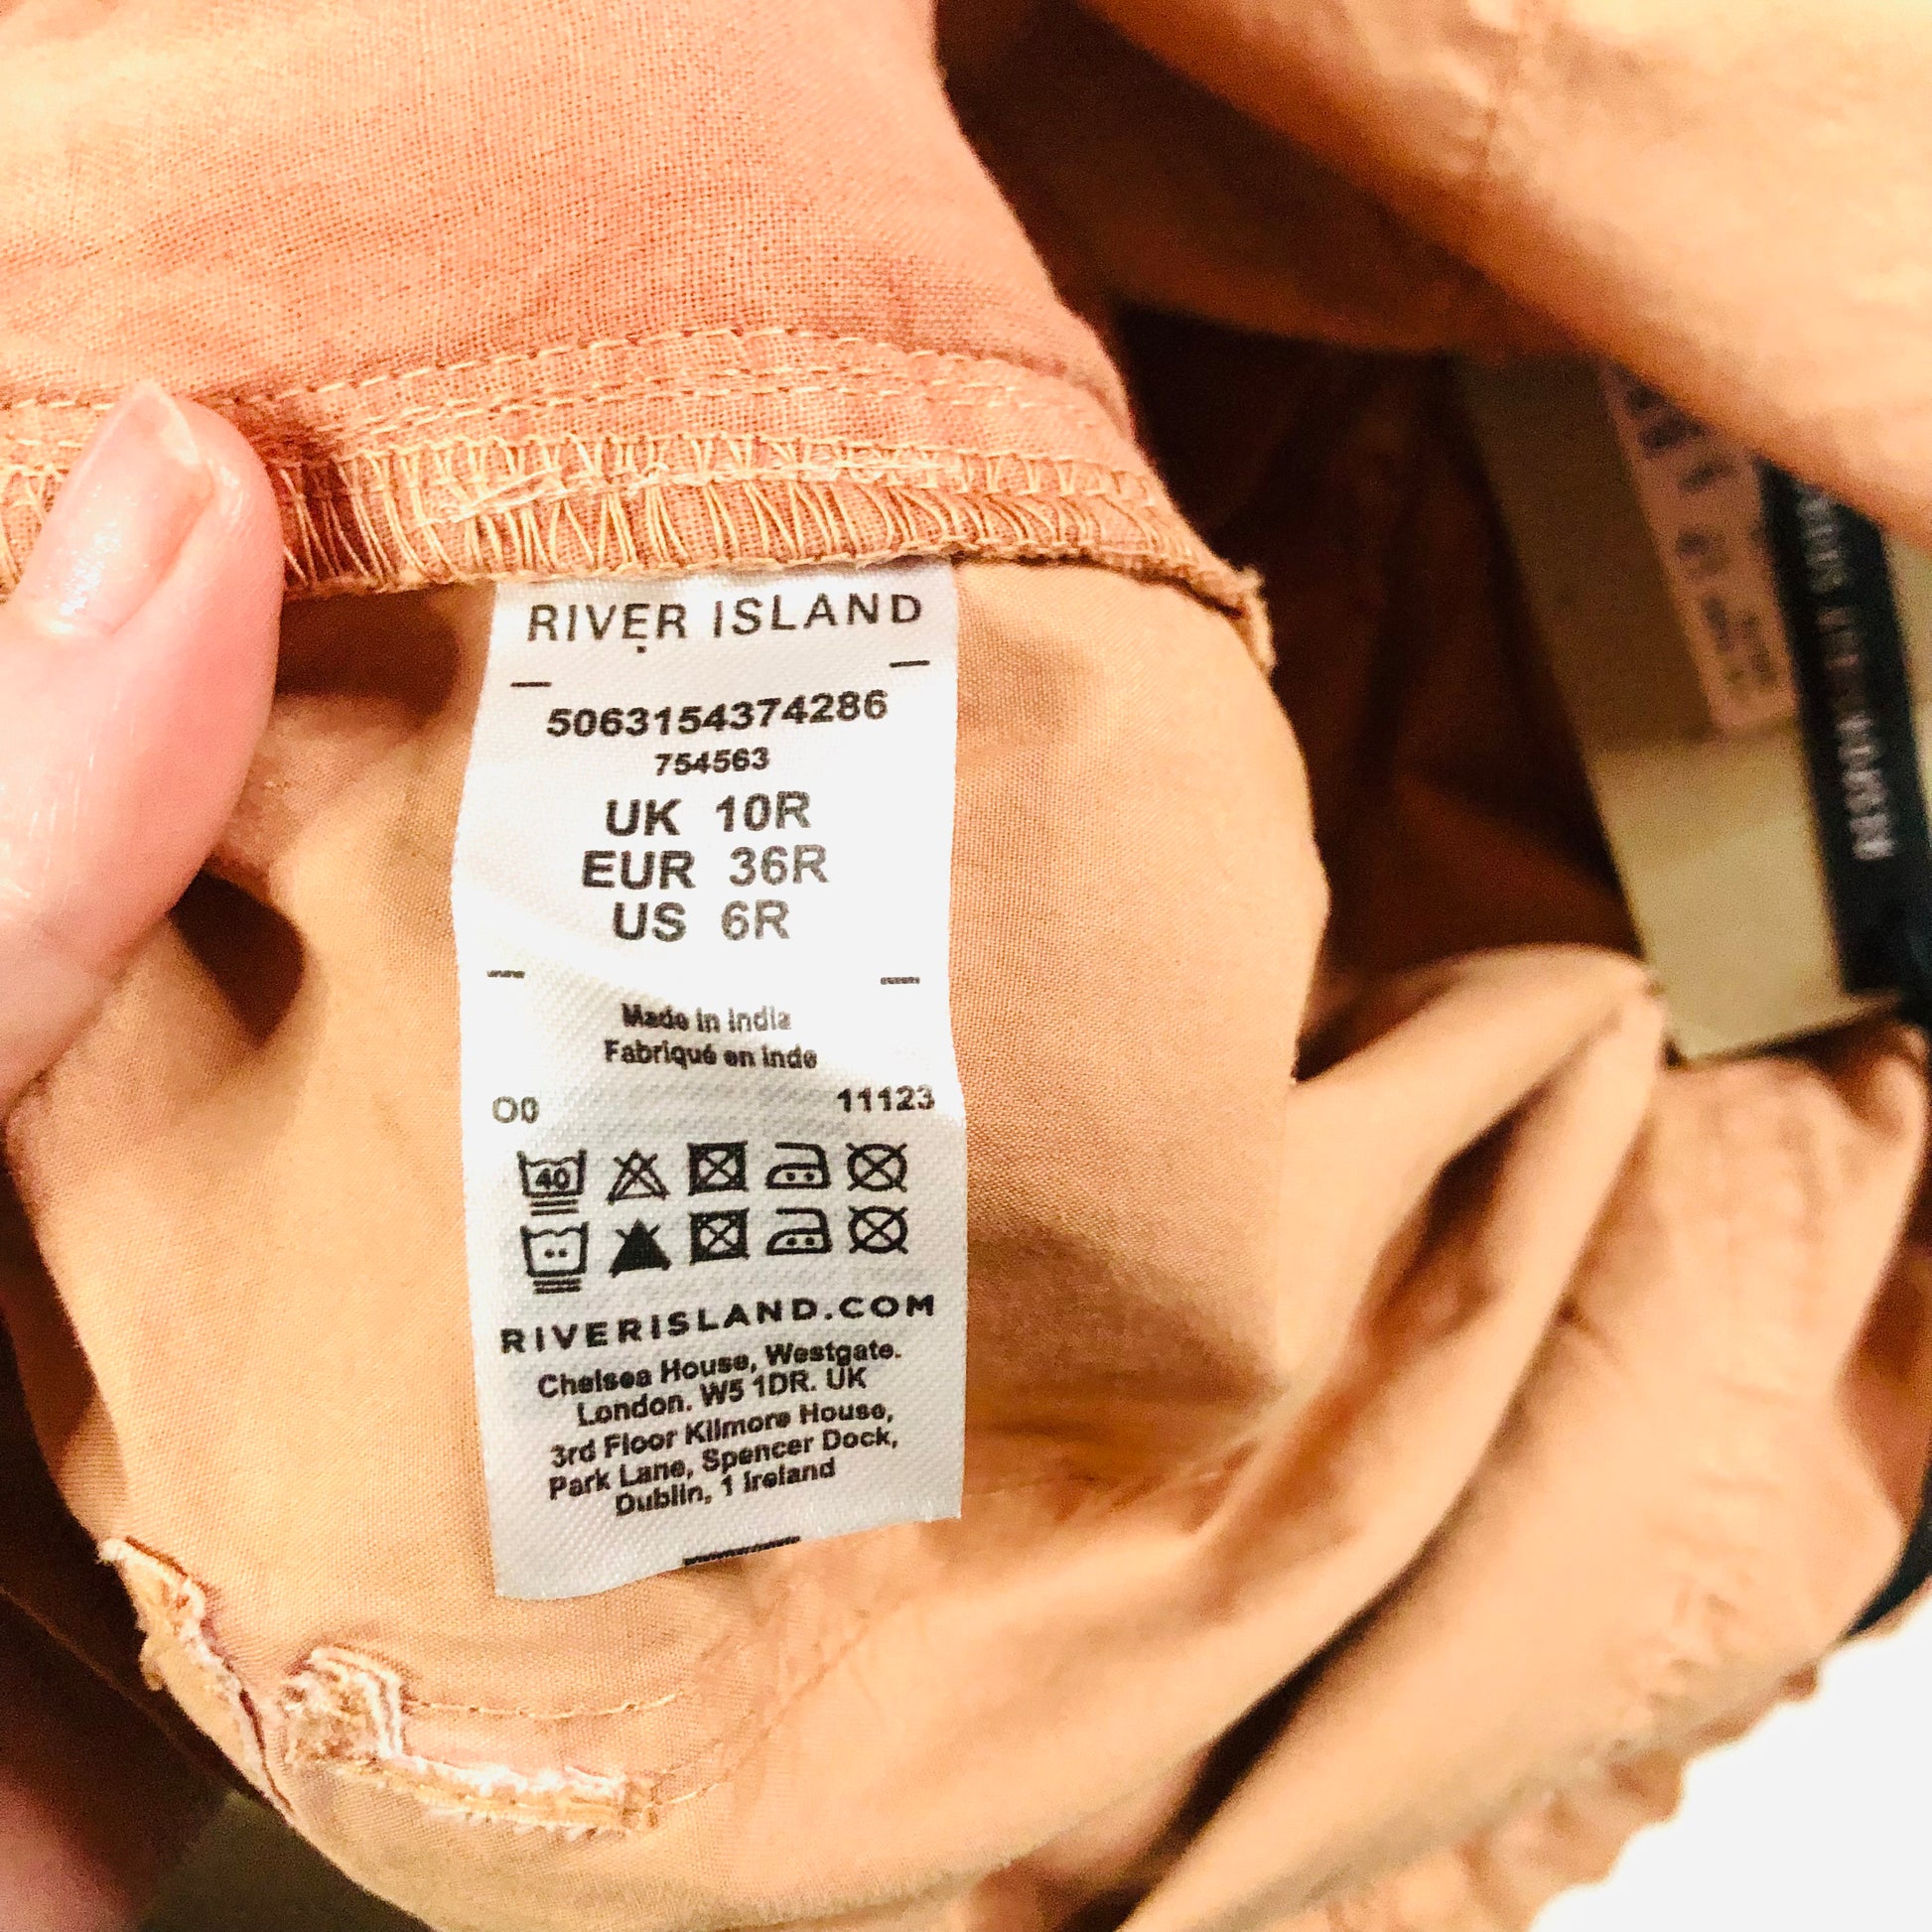 RIVER ISLAND
5063154374286
754563
UK 10R
EUR 36R
US 6R
Made in India
Fabriqué en Inde
00 11123
40
RIVERISLAND.COM
Chelsea House, Westgate.
London. W5 1DR. UK
3rd Floor Kilmore House,
Park Lane, Spencer Dock,
Dublin, 1 Ireland